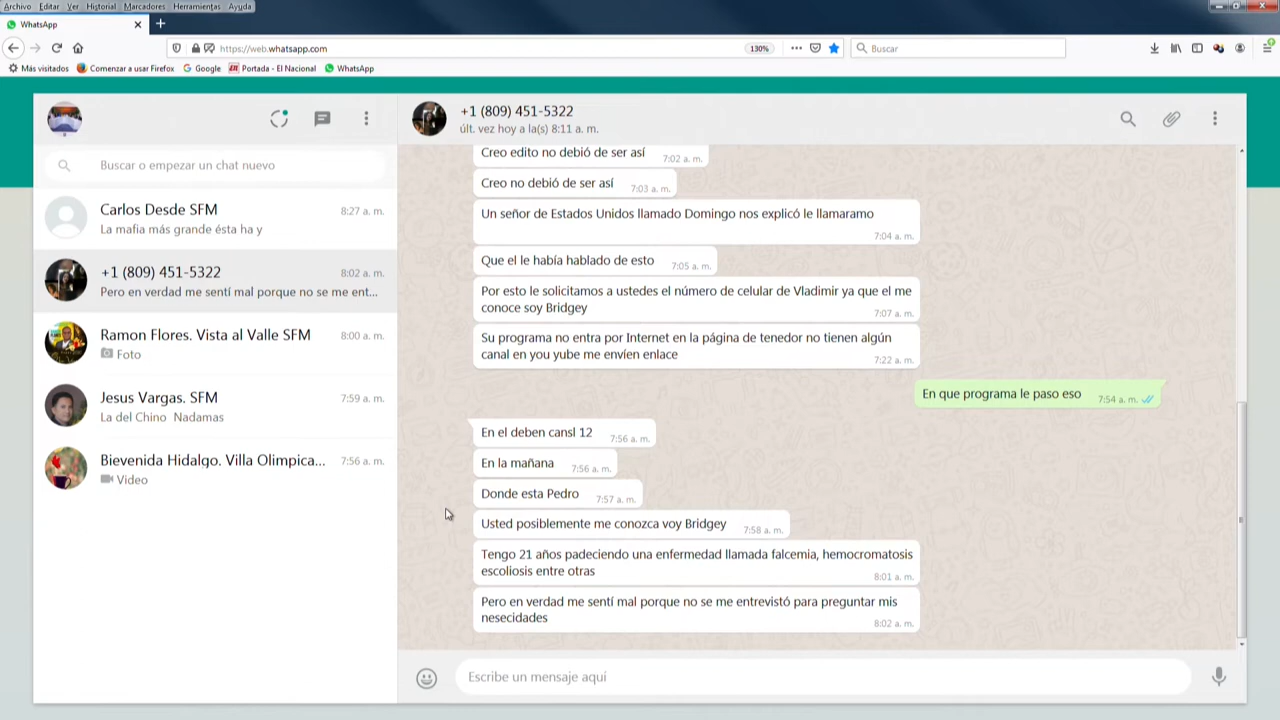 Archivo Editar Ver Historial Marcadores Herramientas Ayuda
WhatsApp
https://web.whatsapp.com
130%
Buscar
Más visitados
Comenzar a usar Firefox
Google
Portada - El Nacional
WhatsApp
Buscar o empezar un chat nuevo
Carlos Desde SFM
8:27 a. m.
La mafia más grande ésta ha y
+1 (809) 451-5322
8:02 a. m.
Pero en verdad me sentí mal porque no se me ent...
Ramon Flores. Vista al Valle SFM
8:00 a. m.
Foto
Jesus Vargas. SFM
7:59 a. m.
La del Chino Nadamas
Bievenida Hidalgo. Villa Olimpica...
7:56 a. m.
Video
+1 (809) 451-5322
últ. vez hoy a la(s) 8:11 a. m.
Creo edito no debió de ser así
7:02 a. m.
Creo no debió de ser así
7:03 a. m.
Un señor de Estados Unidos llamado Domingo nos explicó le llamaramo
7:04 a. m.
Que el le había hablado de esto
7:05 a. m.
Por esto le solicitamos a ustedes el número de celular de Vladimir ya que el me
conoce soy Bridgey
7:07 a. m.
Su programa no entra por Internet en la página de tenedor no tienen algún
canal en you yube me envíen enlace
7:22 a. m.
En que programa le paso eso
7:54 a. m.
En el deben cansl 12
7:56 a. m.
En la mañana
7:56 a. m.
Donde esta Pedro
7:57 a. m.
Usted posiblemente me conozca voy Bridgey
7:58 a. m.
Tengo 21 años padeciendo una enfermedad llamada falcemia, hemocromatosis
escoliosis entre otras
8:01 a. m.
Pero en verdad me sentí mal porque no se me entrevistó para preguntar mis
nesecidades
8:02 a. m.
Escribe un mensaje aquí